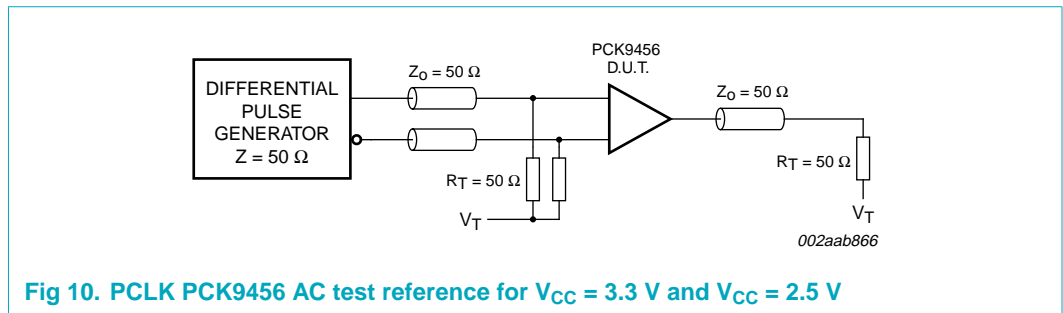 PCK9456
D.U.T.
Zo = 50 Ω
DIFFERENTIAL
PULSE
GENERATOR
Z = 50 Ω
Zo = 50 Ω
RT = 50 Ω
VT
RT = 50 Ω
VT
002aab866
Fig 10. PCLK PCK9456 AC test reference for VCC = 3.3 V and VCC = 2.5 V